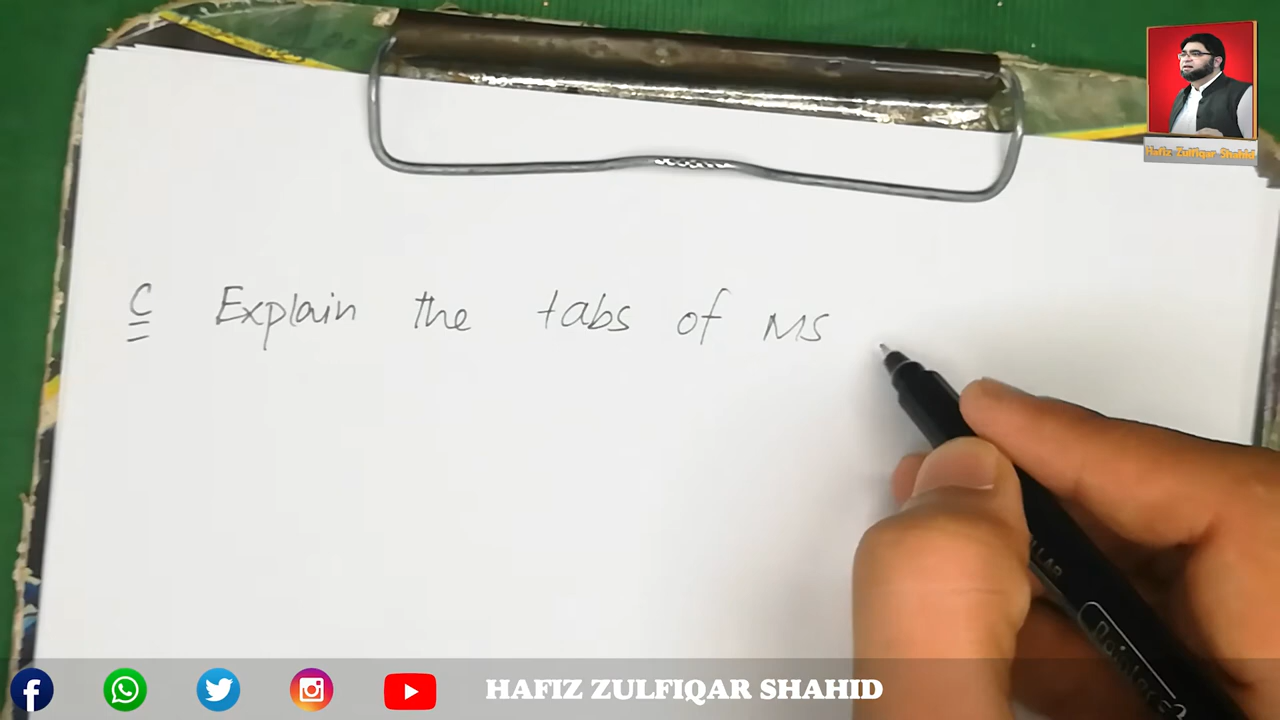 Hafiz Zulfiqar Shahid
C Explain the tabs of MS
HAFIZ ZULFIQAR SHAHID